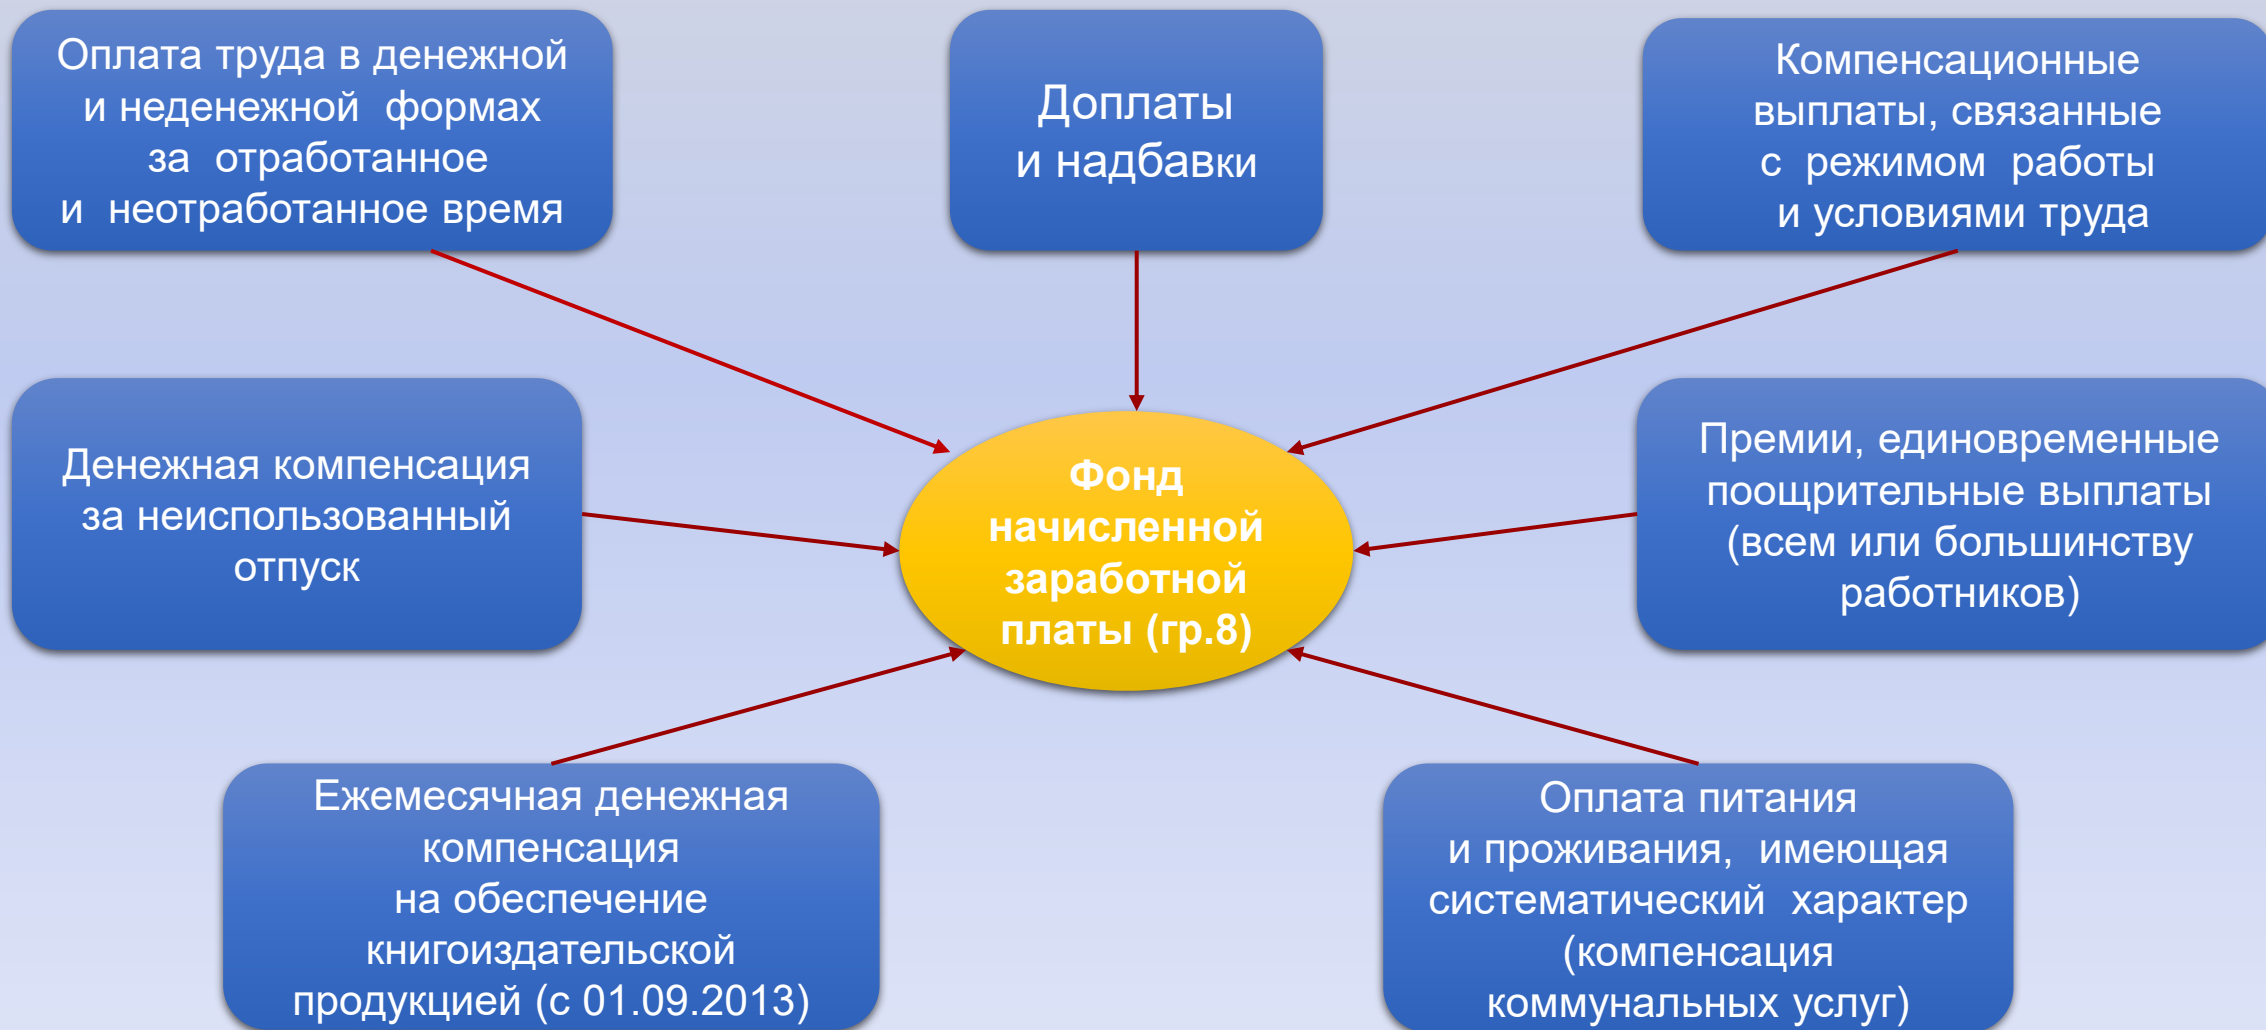 Оплата труда в денежной
и неденежной формах
за отработанное
и неотработанное время
Доплаты
и надбавки
Компенсационные
выплаты, связанные
с режимом работы
и условиями труда
Денежная компенсация
за неиспользованный
отпуск
Фонд
начисленной
заработной
платы (гр.8)
Премии, единовременные
поощрительные выплаты
(всем или большинству
работников)
Ежемесячная денежная
компенсация
на обеспечение
книгоиздательской
продукцией (с 01.09.2013)
Оплата питания
и проживания, имеющая
систематический характер
(компенсация
коммунальных услуг)